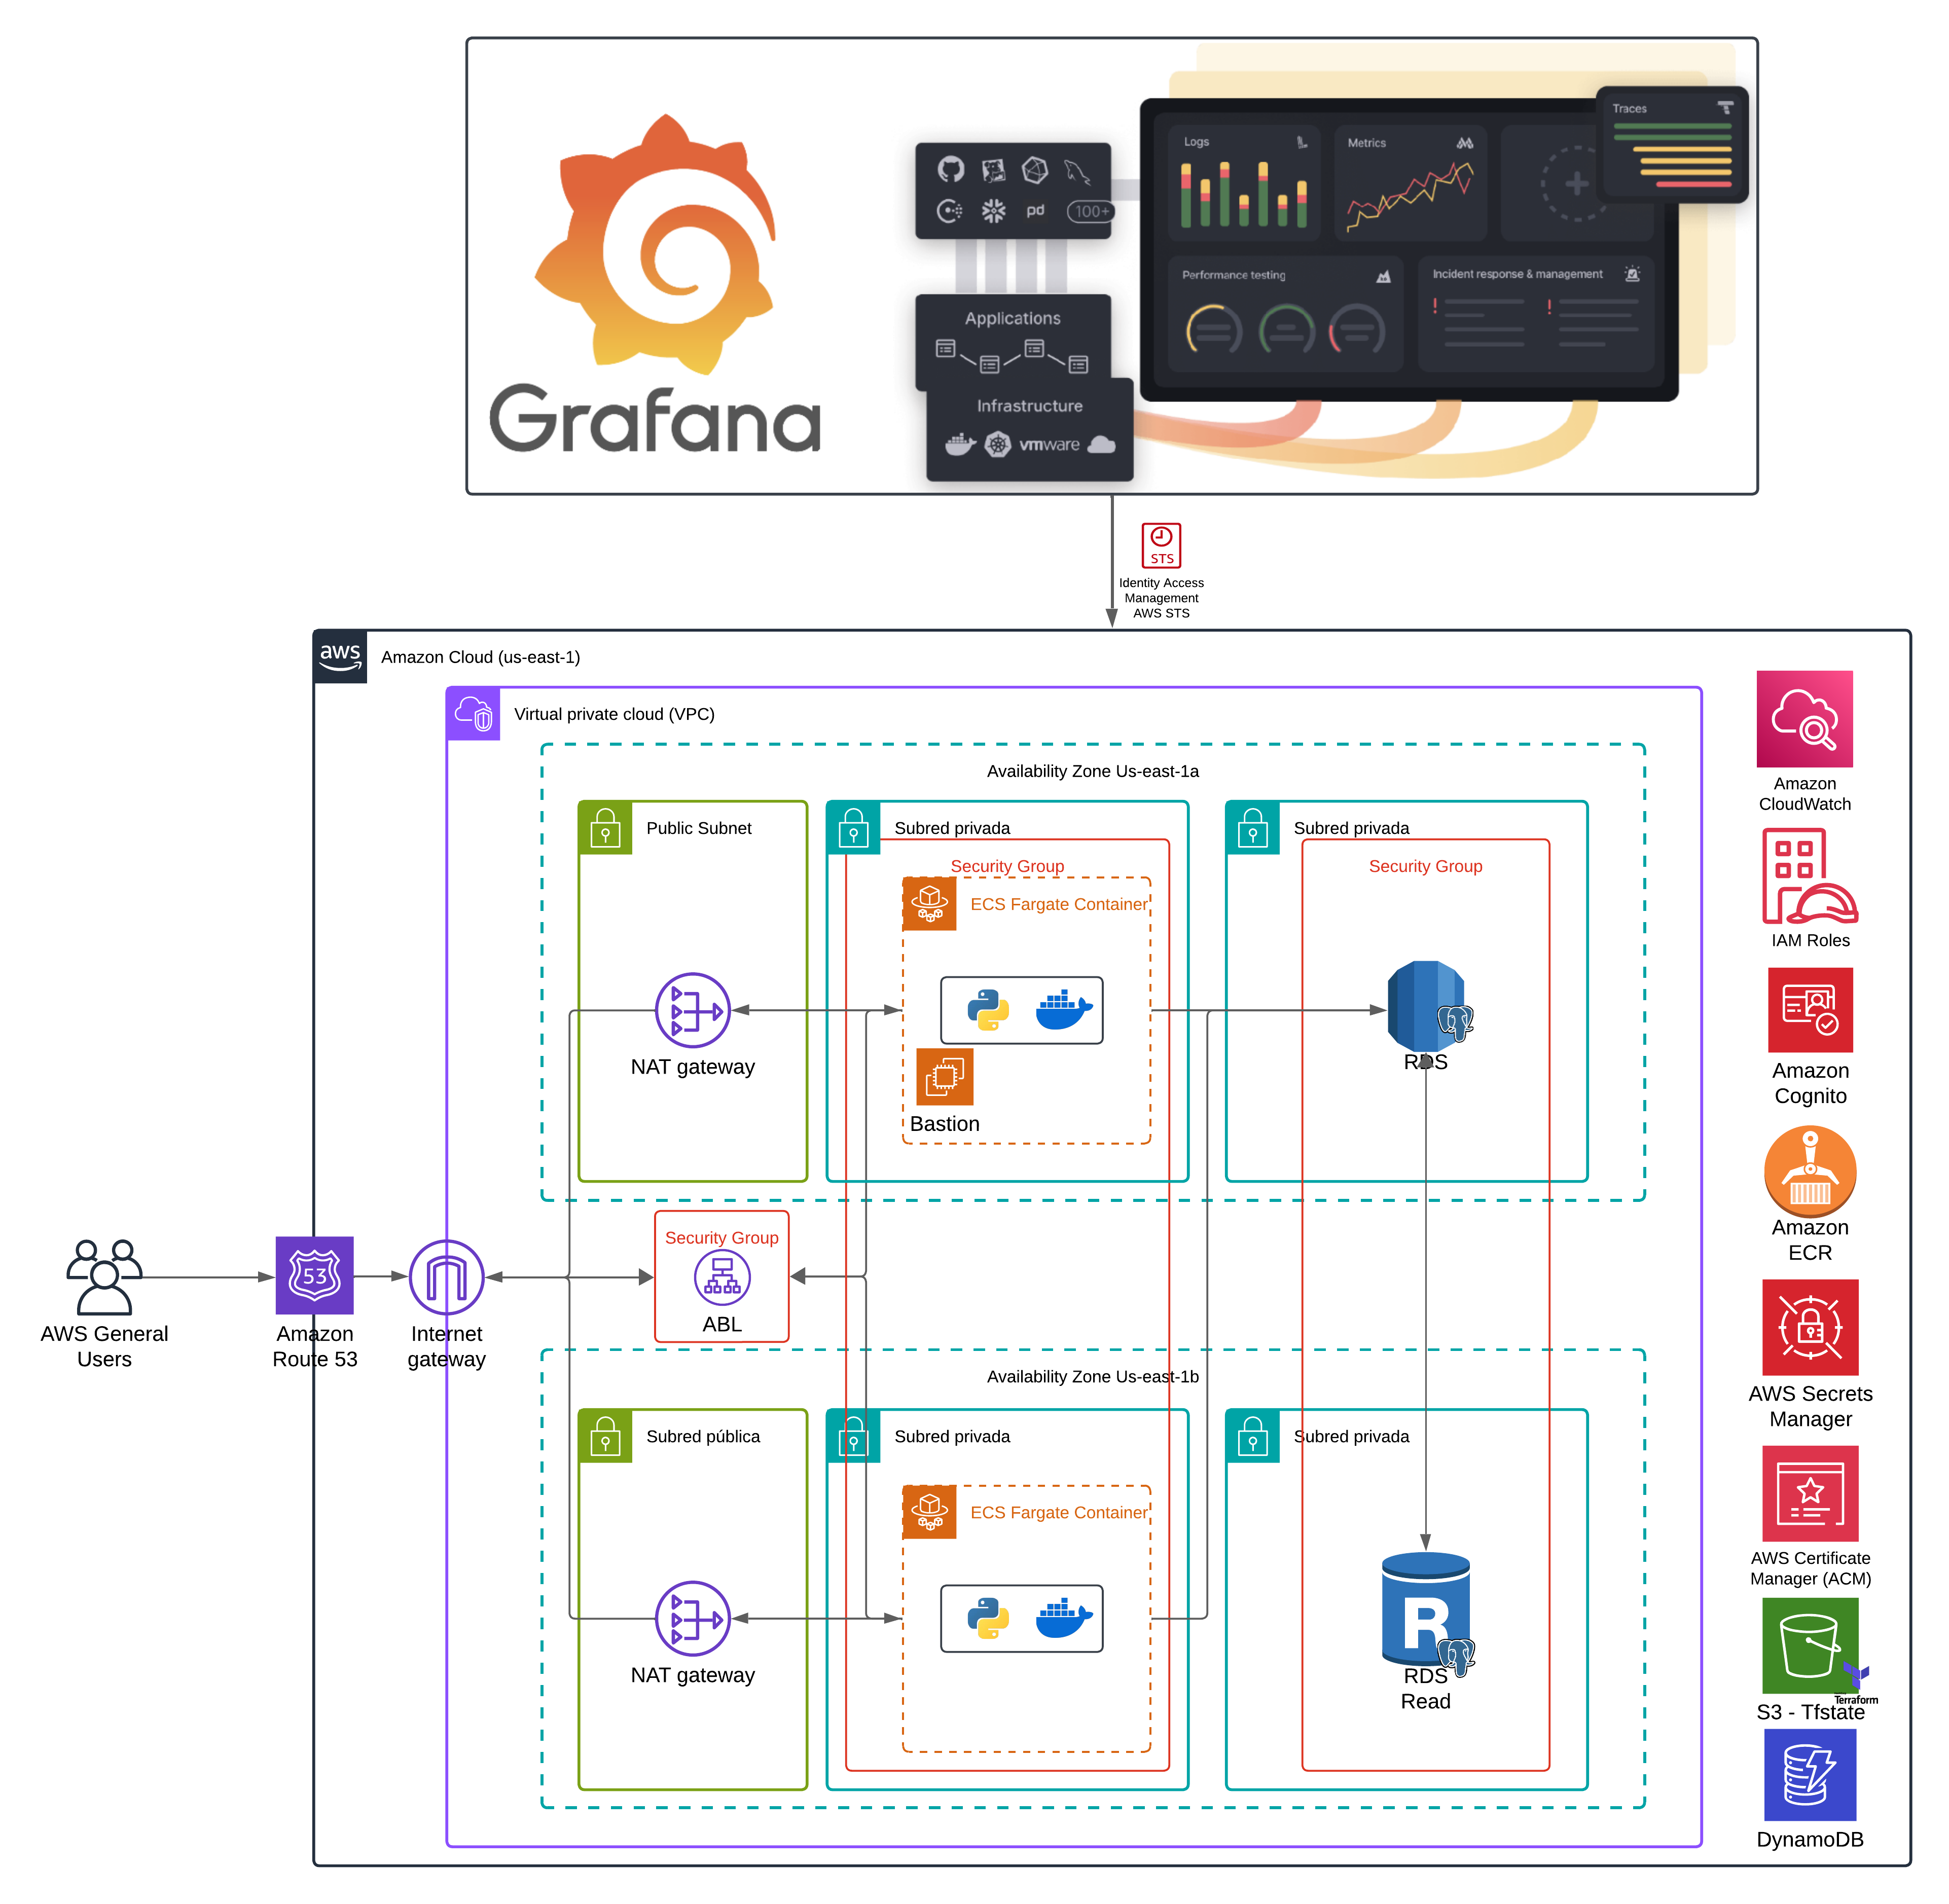 Grafana
pd
100+
Applications
Infrastructure
vmware
Logs
Metrics
Traces
Performance testing
Incident response & management
STS
Identity Access
Management
AWS STS
aws
Amazon Cloud (us-east-1)
Virtual private cloud (VPC)
Availability Zone Us-east-1a
Public Subnet
Subred privada
Subred privada
Security Group
Security Group
ECS Fargate Container
NAT gateway
Bastion
RDS
Security Group
ABL
AWS General
Users
53
Amazon
Route 53
Internet
gateway
Availability Zone Us-east-1b
Subred pública
Subred privada
Subred privada
ECS Fargate Container
NAT gateway
R
RDS
Read
Amazon
CloudWatch
IAM Roles
Amazon
Cognito
Amazon
ECR
AWS Secrets
Manager
AWS Certificate
Manager (ACM)
Terraform
S3 - Tfstate
DynamoDB